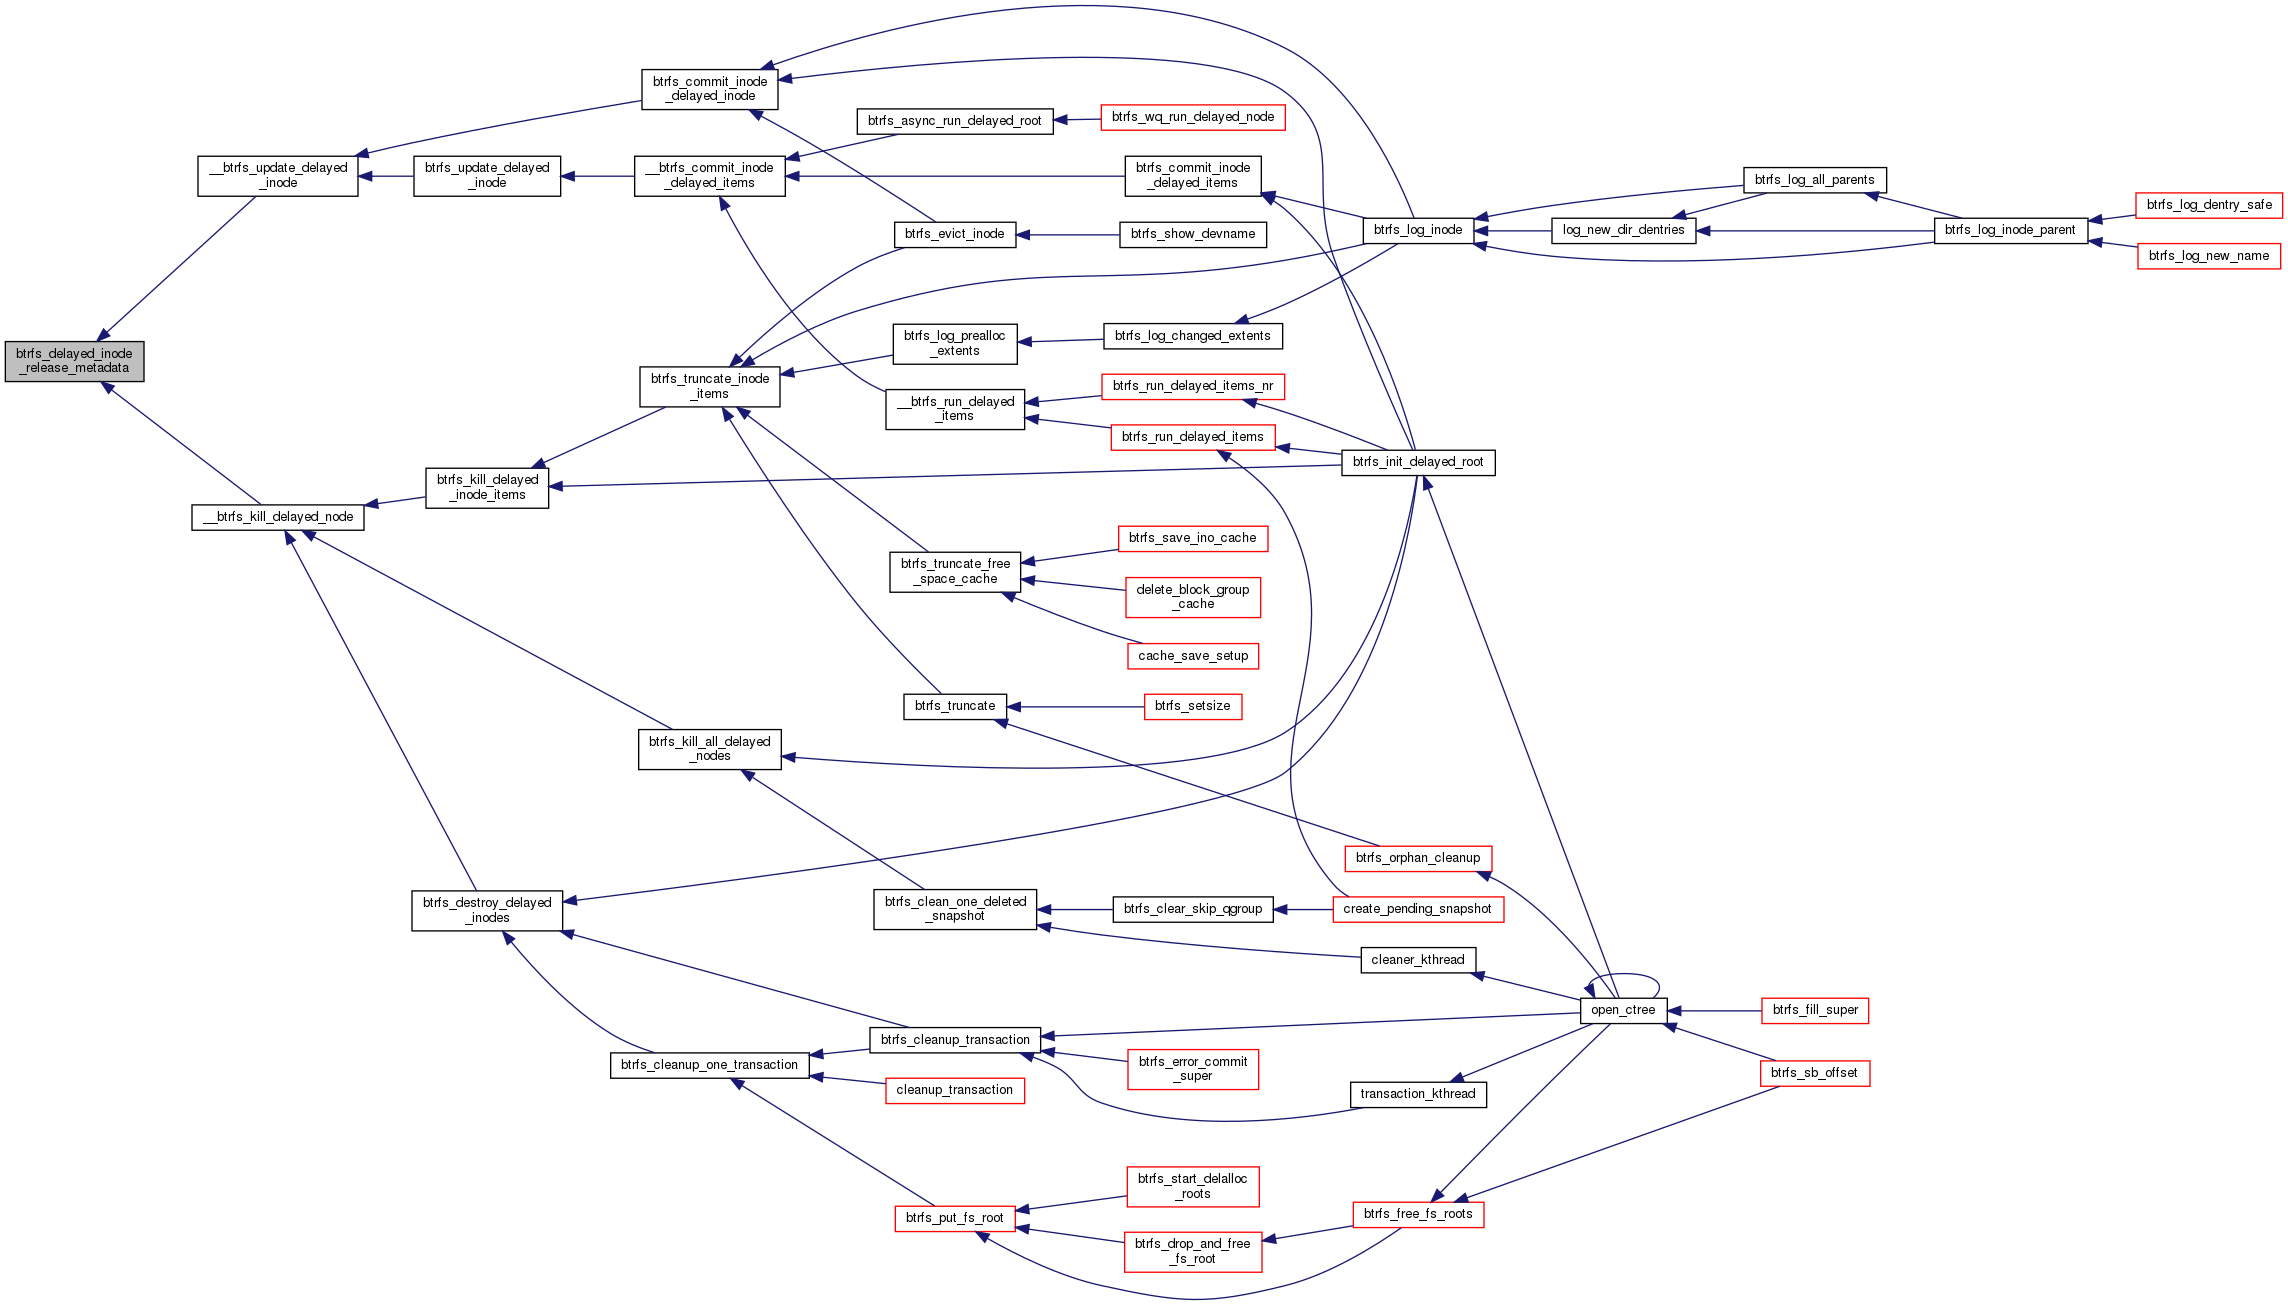 btrfs_delayed_inode
_release_metadata
__btrfs_update_delayed
_inode
__btrfs_kill_delayed_node
btrfs_update_delayed
_inode
btrfs_kill_delayed
_inode_items
btrfs_destroy_delayed
_inodes
btrfs_commit_inode
_delayed_inode
__btrfs_commit_inode
_delayed_items
btrfs_truncate_inode
_items
btrfs_kill_all_delayed
_nodes
btrfs_cleanup_one_transaction
btrfs_async_run_delayed_root
btrfs_evict_inode
btrfs_log_prealloc
_extents
__btrfs_run_delayed
_items
btrfs_truncate_free
_space_cache
btrfs_truncate
btrfs_clean_one_deleted
_snapshot
btrfs_cleanup_transaction
cleanup_transaction
btrfs_put_fs_root
btrfs_wq_run_delayed_node
btrfs_commit_inode
_delayed_items
btrfs_show_devname
btrfs_log_changed_extents
btrfs_run_delayed_items_nr
btrfs_run_delayed_items
btrfs_save_ino_cache
delete_block_group
_cache
cache_save_setup
btrfs_setsize
btrfs_clear_skip_qgroup
btrfs_error_commit
_super
btrfs_start_delalloc
_roots
btrfs_drop_and_free
_fs_root
btrfs_log_inode
btrfs_init_delayed_root
btrfs_orphan_cleanup
create_pending_snapshot
cleaner_kthread
transaction_kthread
btrfs_free_fs_roots
log_new_dir_dentries
open_ctree
btrfs_log_all_parents
btrfs_fill_super
btrfs_sb_offset
btrfs_log_inode_parent
btrfs_log_dentry_safe
btrfs_log_new_name